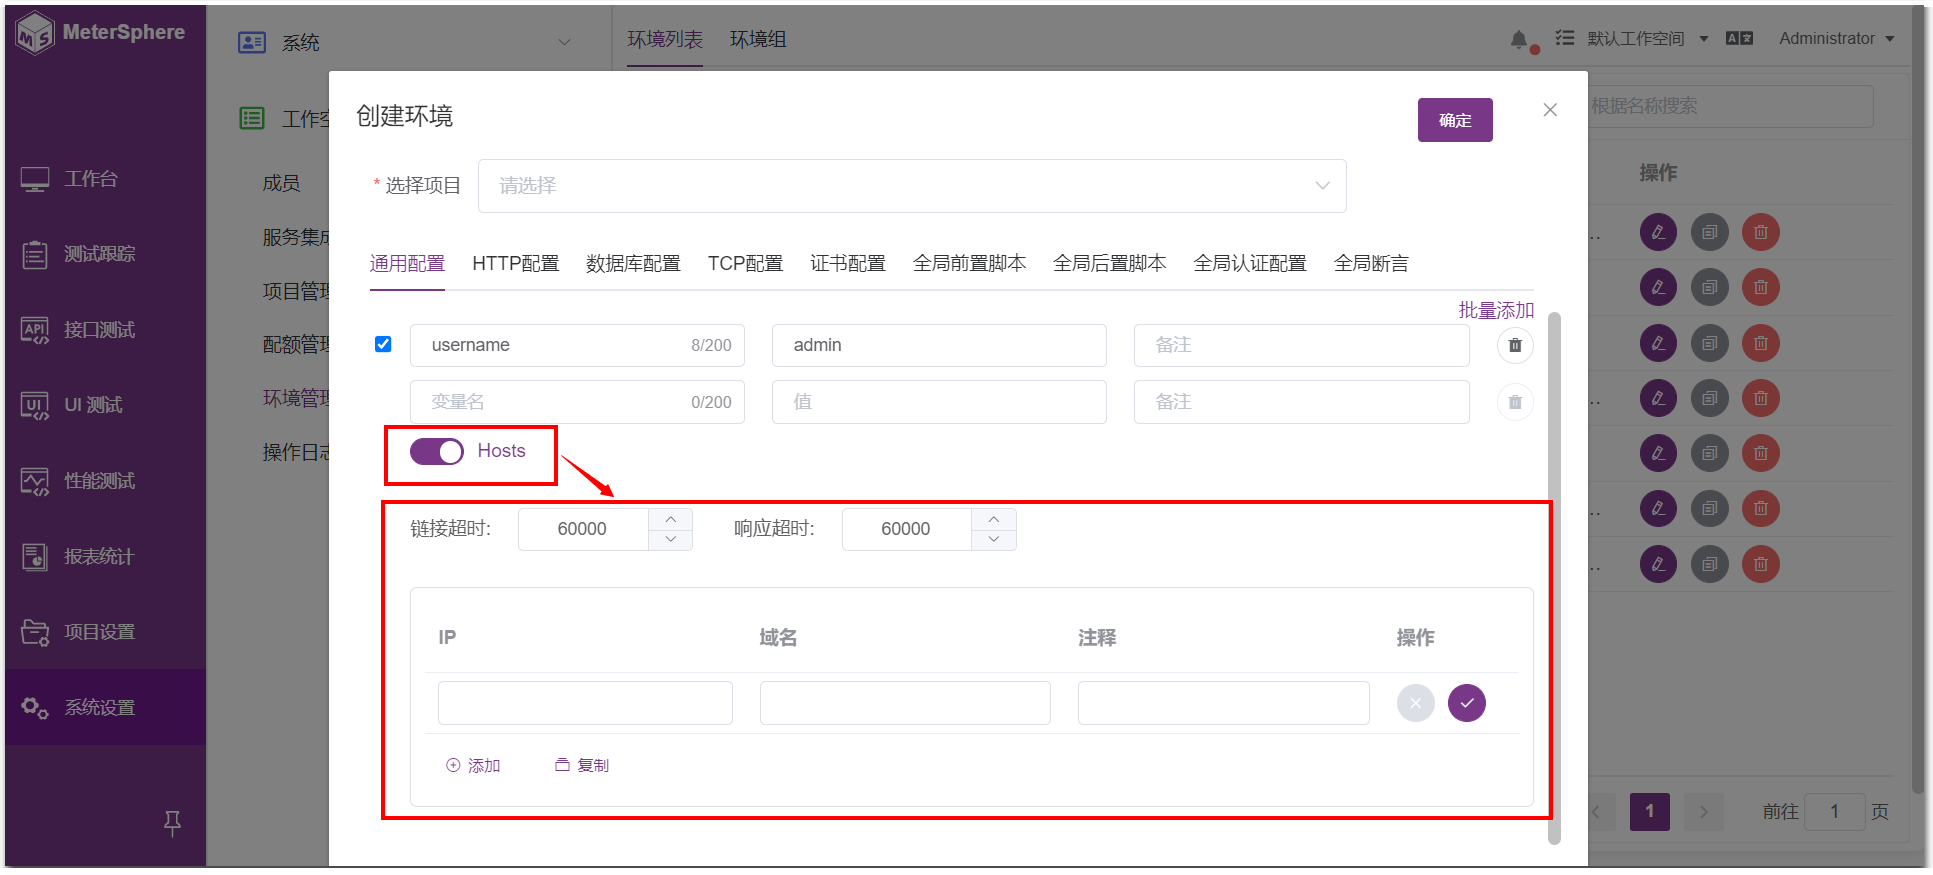 MeterSphere
系统
环境列表
环境组
默认工作空间
Administrator
工作台
测试跟踪
接口测试
UI 测试
性能测试
报表统计
项目设置
系统设置
工作空
成员
服务集成
项目管理
配额管理
环境管理
操作日志
创建环境
确定
根据名称搜索
* 选择项目
请选择
操作
通用配置
HTTP配置
数据库配置
TCP配置
证书配置
全局前置脚本
全局后置脚本
全局认证配置
全局断言
批量添加
username
8/200
admin
备注
变量名
0/200
值
备注
Hosts
链接超时:
60000
响应超时:
60000
IP
域名
注释
操作
添加
复制
1
前往
1
页